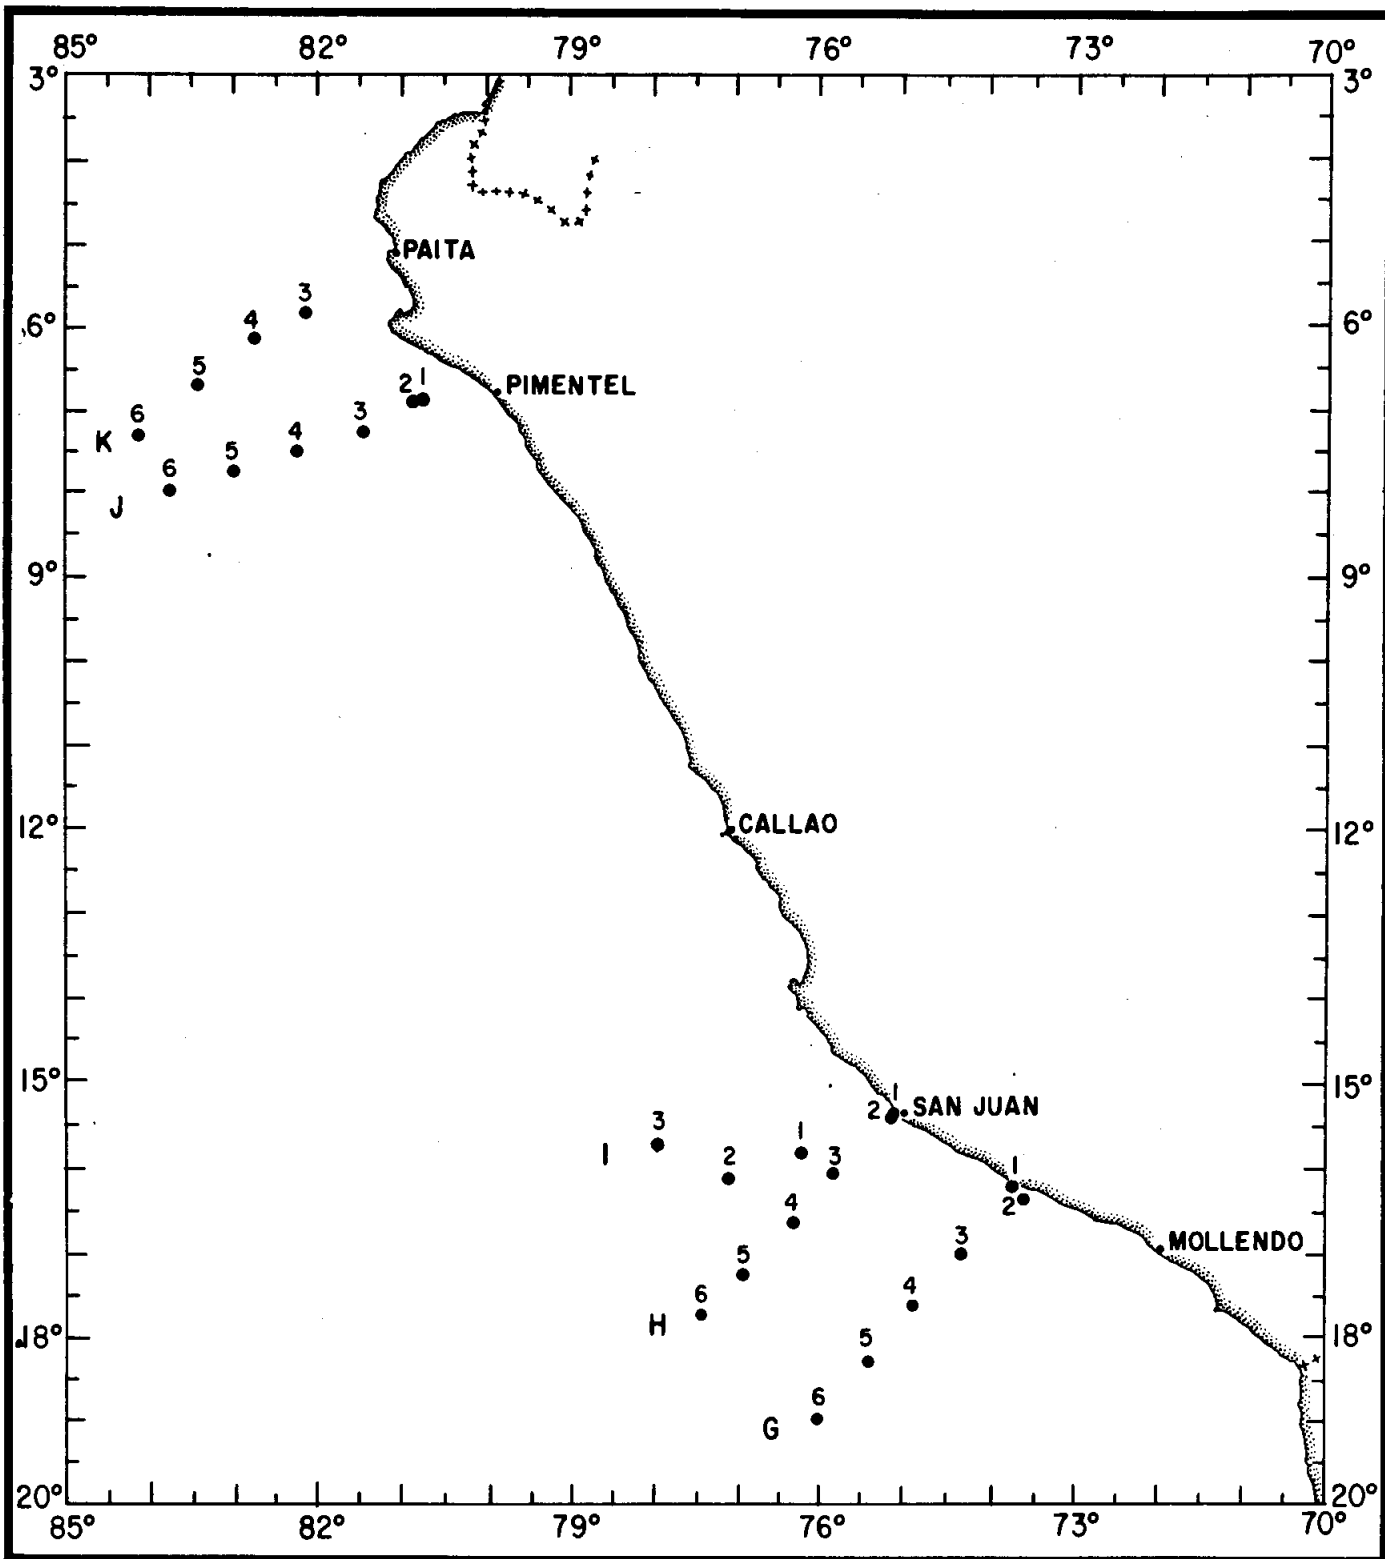 85° 82° 79° 76° 73° 70°
3° 3°
PAITA
3
6° 4 6°
5 2 1 PIMENTEL
6 3
K 4
5
6
J
9° 9°
12° CALLAO 12°
15° 15°
1
2 SAN JUAN
3 1
I 2 3 1
4 2
5 3 MOLLENDO
6 4
H
18° 5 18°
6
G
20° 20°
85° 82° 79° 76° 73° 70°